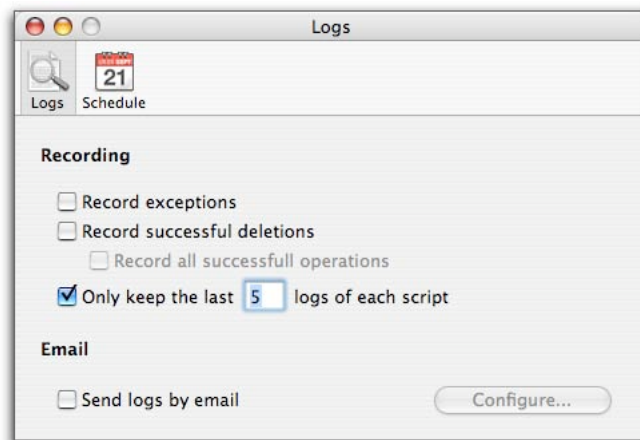 Logs
21
Logs Schedule
Recording
Record exceptions
Record successful deletions
Record all successfull operations
Only keep the last 5 logs of each script
Email
Send logs by email Configure...